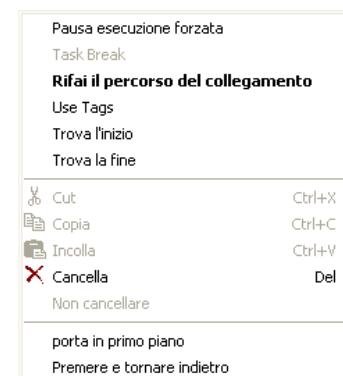 Pausa esecuzione forzata
Task Break
Rifai il percorso del collegamento
Use Tags
Trova l'inizio
Trova la fine
Cut Ctrl+X
Copia Ctrl+C
Incolla Ctrl+V
Cancella Del
Non cancellare
porta in primo piano
Premere e tornare indietro